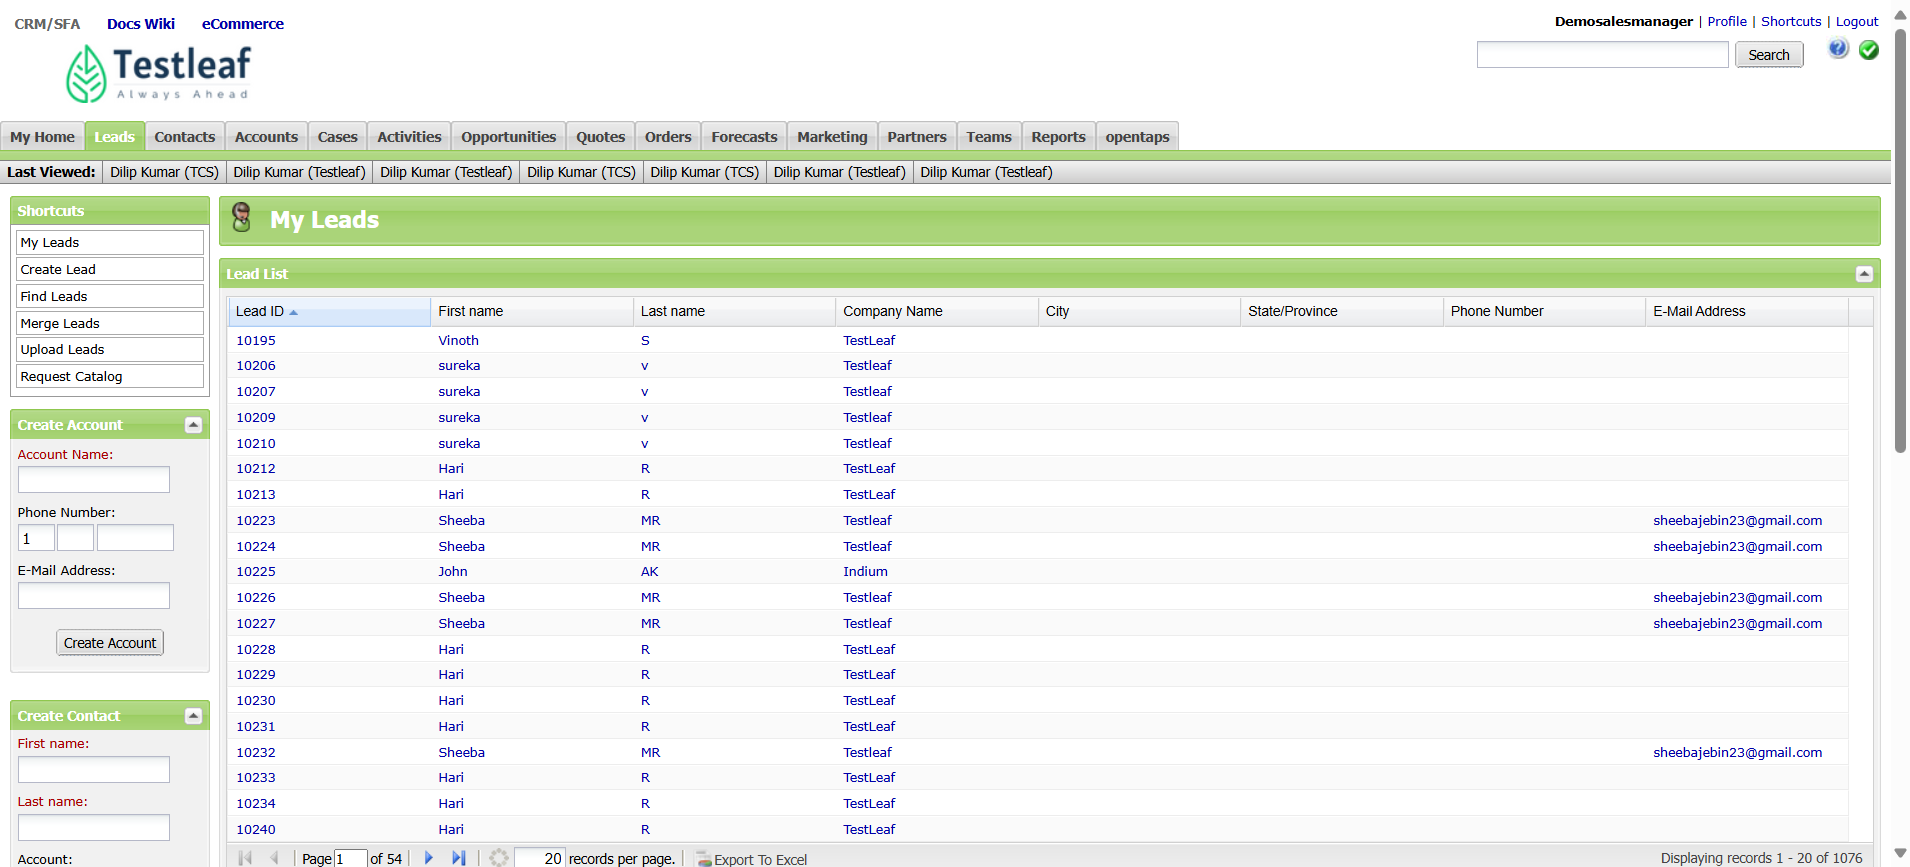 CRM/SFA Docs Wiki eCommerce
Demosalesmanager | Profile | Shortcuts | Logout
Testleaf
Always Ahead
Search
My Home Leads Contacts Accounts Cases Activities Opportunities Quotes Orders Forecasts Marketing Partners Teams Reports opentaps
Last Viewed: Dilip Kumar (TCS) Dilip Kumar (Testleaf) Dilip Kumar (Testleaf) Dilip Kumar (TCS) Dilip Kumar (TCS) Dilip Kumar (Testleaf) Dilip Kumar (Testleaf)
Shortcuts
My Leads
Create Lead
Find Leads
Merge Leads
Upload Leads
Request Catalog
Create Account
Account Name:
Phone Number:
1
E-Mail Address:
Create Account
Create Contact
First name:
Last name:
Account:
My Leads
Lead List
Lead ID First name Last name Company Name City State/Province Phone Number E-Mail Address
10195 Vinoth S TestLeaf
10206 sureka v Testleaf
10207 sureka v Testleaf
10209 sureka v Testleaf
10210 sureka v Testleaf
10212 Hari R TestLeaf
10213 Hari R TestLeaf
10223 Sheeba MR Testleaf sheebajebin23@gmail.com
10224 Sheeba MR Testleaf sheebajebin23@gmail.com
10225 John AK Indium
10226 Sheeba MR Testleaf sheebajebin23@gmail.com
10227 Sheeba MR Testleaf sheebajebin23@gmail.com
10228 Hari R TestLeaf
10229 Hari R TestLeaf
10230 Hari R TestLeaf
10231 Hari R TestLeaf
10232 Sheeba MR Testleaf sheebajebin23@gmail.com
10233 Hari R TestLeaf
10234 Hari R TestLeaf
10240 Hari R TestLeaf
Page 1 of 54 20 records per page. Export To Excel Displaying records 1 - 20 of 1076